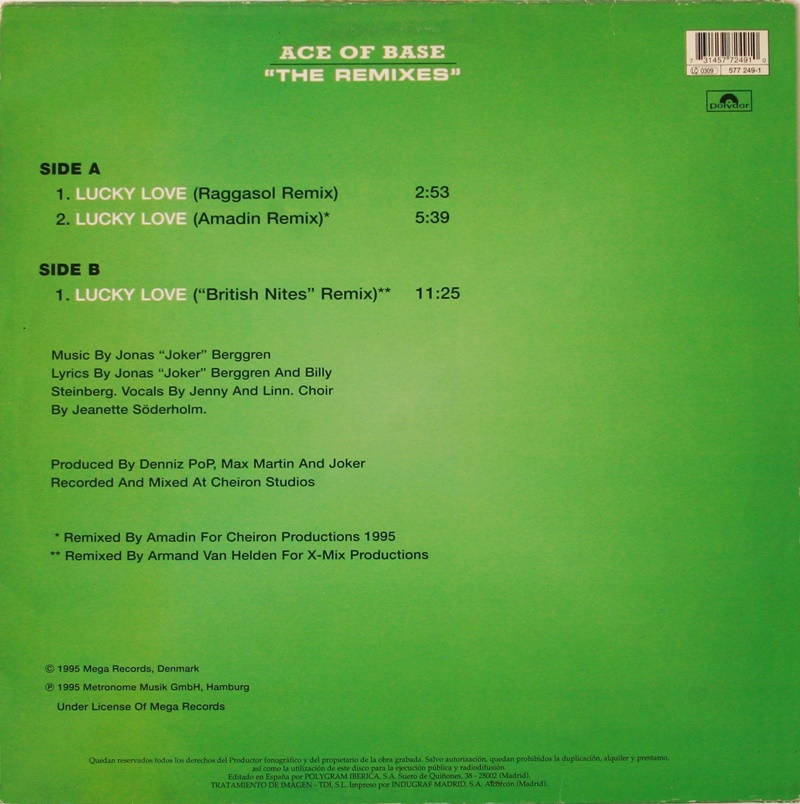 ACE OF BASE
“THE REMIXES”
7 31457 72491 0
LC 0309 577 249-1
Polydor
SIDE A
1. LUCKY LOVE (Raggasol Remix) 2:53
2. LUCKY LOVE (Amadin Remix)* 5:39
SIDE B
1. LUCKY LOVE (“British Nites” Remix)** 11:25
Music By Jonas “Joker” Berggren
Lyrics By Jonas “Joker” Berggren And Billy
Steinberg. Vocals By Jenny And Linn. Choir
By Jeanette Söderholm.
Produced By Denniz PoP, Max Martin And Joker
Recorded And Mixed At Cheiron Studios
* Remixed By Amadin For Cheiron Productions 1995
** Remixed By Armand Van Helden For X-Mix Productions
© 1995 Mega Records, Denmark
℗ 1995 Metronome Musik GmbH, Hamburg
Under License Of Mega Records
Quedan reservados todos los derechos del Productor fonográfico y del propietario de la obra grabada. Salvo autorización, quedan prohibidos la duplicación, alquiler y prestamo,
así como la utilización de este disco para la ejecución pública y radiodifusión.
Editado en España por POLYGRAM IBERICA, S.A. Suero de Quiñones, 38 - 28002 (Madrid).
TRATAMIENTO DE IMAGEN - TDI, S.L. Impreso por INDUGRAF MADRID, S.A. Alcorcón (Madrid).